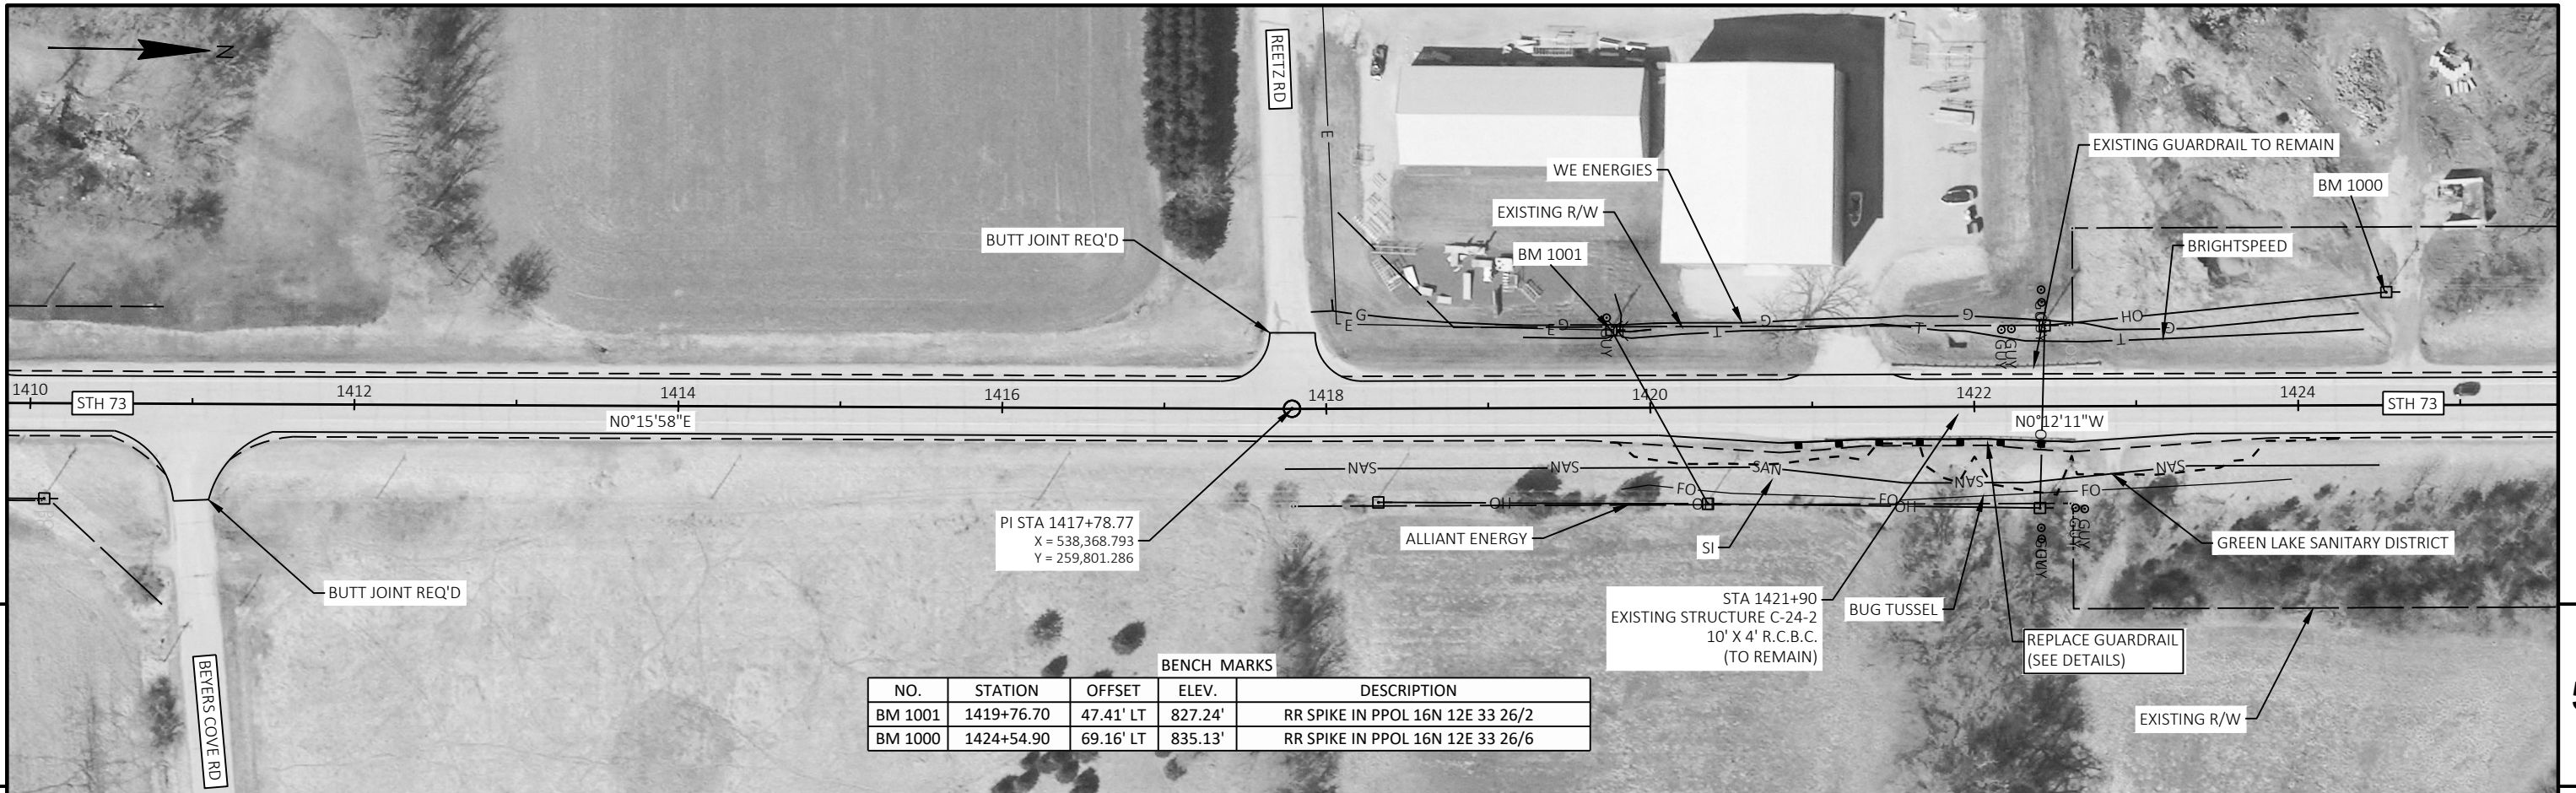 N
REETZ RD
E
WE ENERGIES
EXISTING GUARDRAIL TO REMAIN
BM 1000
EXISTING R/W
BUTT JOINT REQ'D
BM 1001
BRIGHTSPEED
G
E
E
G
G
G
OH
G
T
T
T
GUY
GUY
GUY
1410
1412
1414
1416
1418
1420
1422
1424
STH 73
STH 73
N0°15'58"E
N0°12'11"W
SAN
SAN
SAN
SAN
SAN
FO
FO
FO
OH
OH
GUY
GUY
PI STA 1417+78.77
X = 538,368.793
Y = 259,801.286
ALLIANT ENERGY
SI
GREEN LAKE SANITARY DISTRICT
BUTT JOINT REQ'D
STA 1421+90
EXISTING STRUCTURE C-24-2
10' X 4' R.C.B.C.
(TO REMAIN)
BUG TUSSEL
REPLACE GUARDRAIL
(SEE DETAILS)
BEYERS COVE RD
EXISTING R/W
BENCH MARKS
NO. STATION OFFSET ELEV. DESCRIPTION
BM 1001 1419+76.70 47.41' LT 827.24' RR SPIKE IN PPOL 16N 12E 33 26/2
BM 1000 1424+54.90 69.16' LT 835.13' RR SPIKE IN PPOL 16N 12E 33 26/6